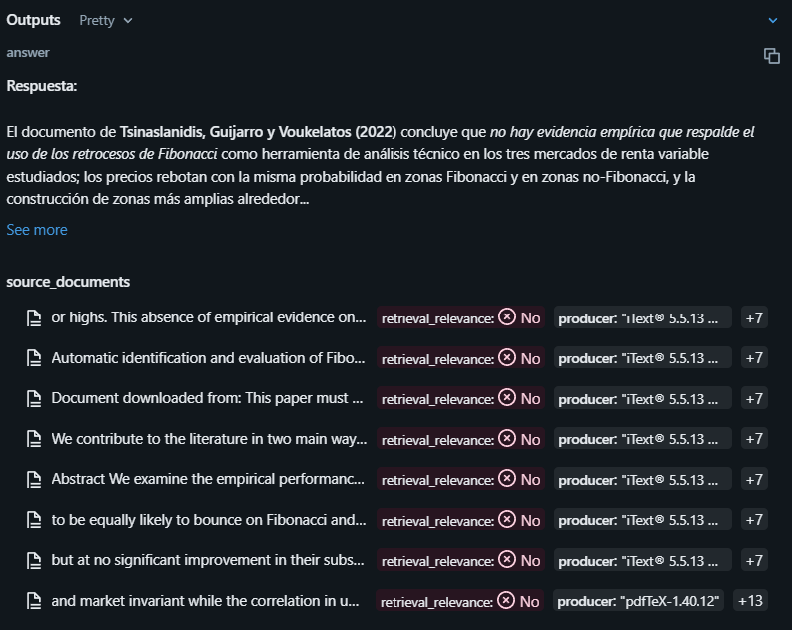 Outputs Pretty
answer
Respuesta:
El documento de Tsinaslanidis, Guijarro y Voukelatos (2022) concluye que no hay evidencia empírica que respalde el
uso de los retrocesos de Fibonacci como herramienta de análisis técnico en los tres mercados de renta variable
estudiados; los precios rebotan con la misma probabilidad en zonas Fibonacci y en zonas no-Fibonacci, y la
construcción de zonas más amplias alrededor...
See more
source_documents
or highs. This absence of empirical evidence on... retrieval_relevance: No producer: "iText® 5.5.13 ... +7
Automatic identification and evaluation of Fibo... retrieval_relevance: No producer: "iText® 5.5.13 ... +7
Document downloaded from: This paper must ... retrieval_relevance: No producer: "iText® 5.5.13 ... +7
We contribute to the literature in two main way... retrieval_relevance: No producer: "iText® 5.5.13 ... +7
Abstract We examine the empirical performanc... retrieval_relevance: No producer: "iText® 5.5.13 ... +7
to be equally likely to bounce on Fibonacci and... retrieval_relevance: No producer: "iText® 5.5.13 ... +7
but at no significant improvement in their subs... retrieval_relevance: No producer: "iText® 5.5.13 ... +7
and market invariant while the correlation in u... retrieval_relevance: No producer: "pdfTeX-1.40.12" +13